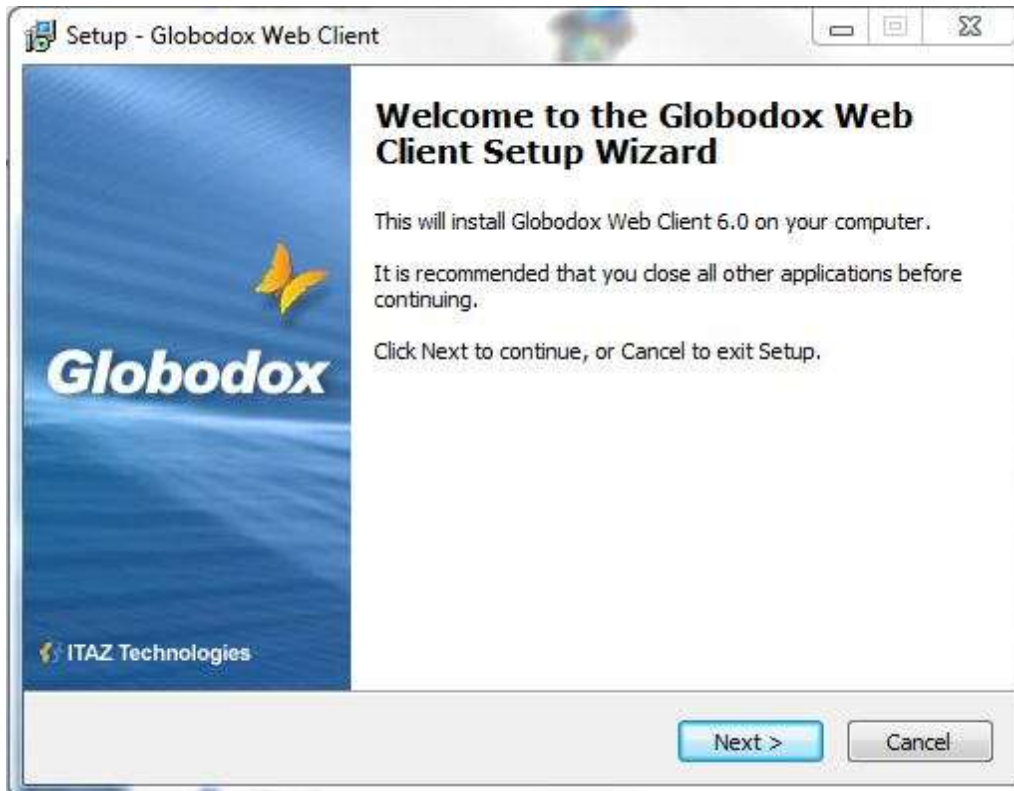 Setup - Globodox Web Client
Welcome to the Globodox Web
Client Setup Wizard
This will install Globodox Web Client 6.0 on your computer.
It is recommended that you close all other applications before
continuing.
Click Next to continue, or Cancel to exit Setup.
Globodox
ITAZ Technologies
Next >
Cancel